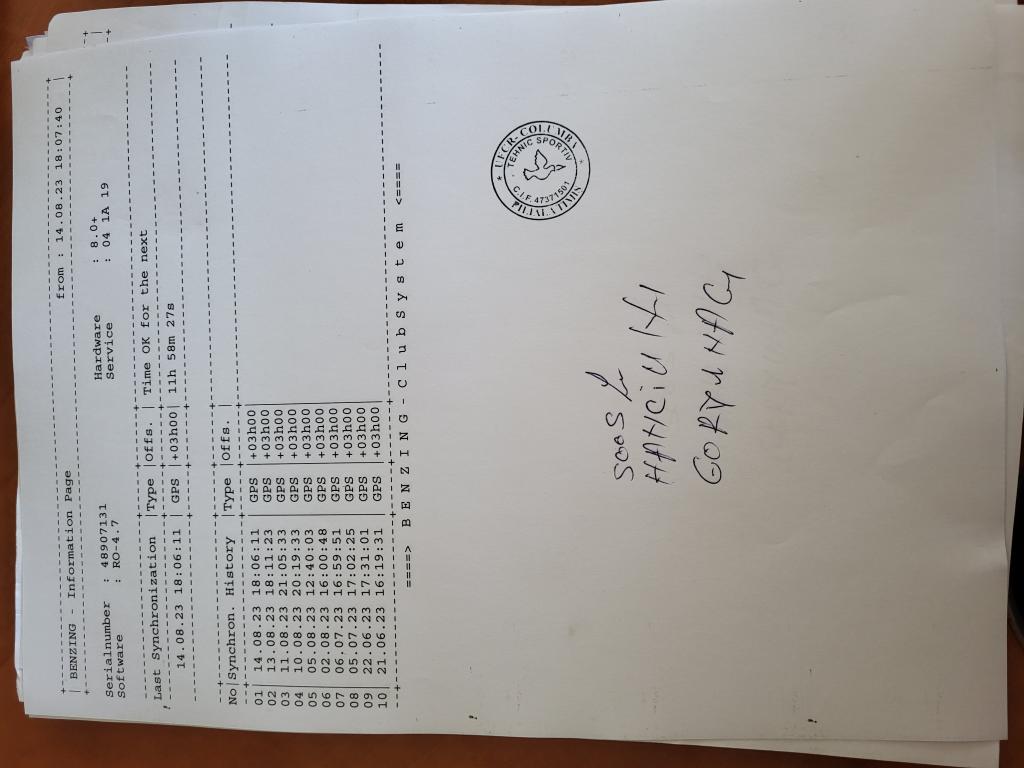 BENZING - Information Page from : 14.08.23 18:07:40
Serialnumber : 48907131 Hardware : 8.0+
Software : RO-4.7 Service : 04 1A 19
Last Synchronization |Type |Offs. | Time OK for the next
14.08.23 18:06:11 | GPS |+03h00| 11h 58m 27s
No|Synchron. History |Type |Offs. |
01| 14.08.23 18:06:11 | GPS |+03h00
02| 13.08.23 18:11:23 | GPS |+03h00
03| 11.08.23 21:05:33 | GPS |+03h00
04| 10.08.23 20:19:33 | GPS |+03h00
05| 05.08.23 12:40:03 | GPS |+03h00
06| 02.08.23 16:00:48 | GPS |+03h00
07| 06.07.23 16:59:51 | GPS |+03h00
08| 05.07.23 17:02:25 | GPS |+03h00
09| 22.06.23 17:31:01 | GPS |+03h00
10| 21.06.23 16:19:31 | GPS |+03h00
====> B E N Z I N G - C l u b S y s t e m <====
UFCR-COLUMBA
TEHNIC SPORTIV
C.I.F. 47371501
FILIALA TIMIS
SOOS